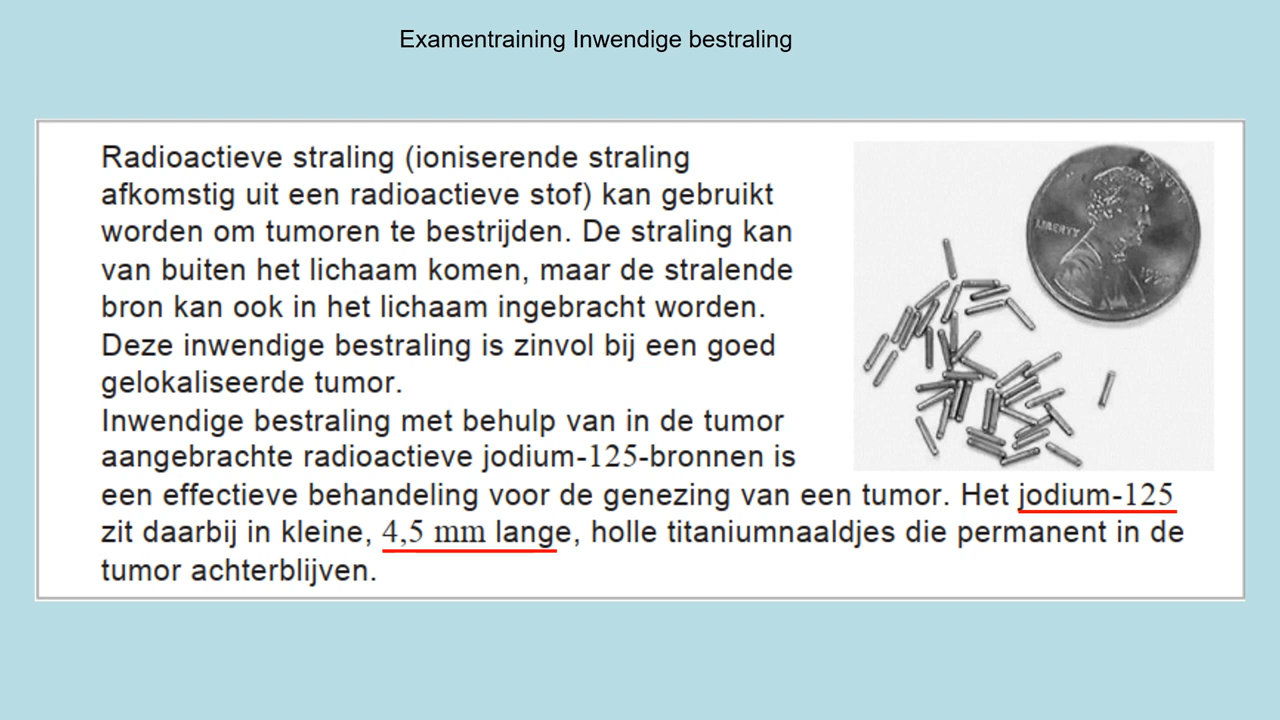 Examentraining Inwendige bestraling
Radioactieve straling (ioniserende straling
afkomstig uit een radioactieve stof) kan gebruikt
worden om tumoren te bestrijden. De straling kan
van buiten het lichaam komen, maar de stralende
bron kan ook in het lichaam ingebracht worden.
Deze inwendige bestraling is zinvol bij een goed
gelokaliseerde tumor.
Inwendige bestraling met behulp van in de tumor
aangebrachte radioactieve jodium-125-bronnen is
een effectieve behandeling voor de genezing van een tumor. Het jodium-125
zit daarbij in kleine, 4,5 mm lange, holle titaniumnaaldjes die permanent in de
tumor achterblijven.
LIBERTY